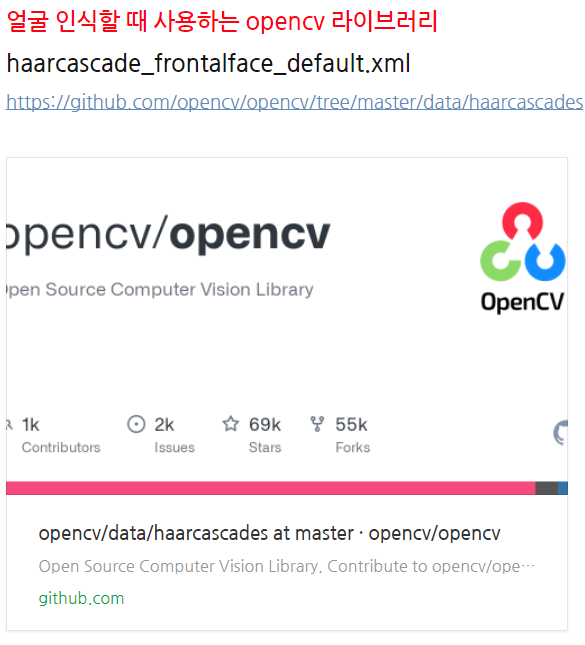 얼굴 인식할 때 사용하는 opencv 라이브러리
haarcascade_frontalface_default.xml
https://github.com/opencv/opencv/tree/master/data/haarcascades
opencv/opencv
Open Source Computer Vision Library
OpenCV
1k 2k 69k 55k
Contributors Issues Stars Forks
opencv/data/haarcascades at master · opencv/opencv
Open Source Computer Vision Library. Contribute to opencv/ope···
github.com